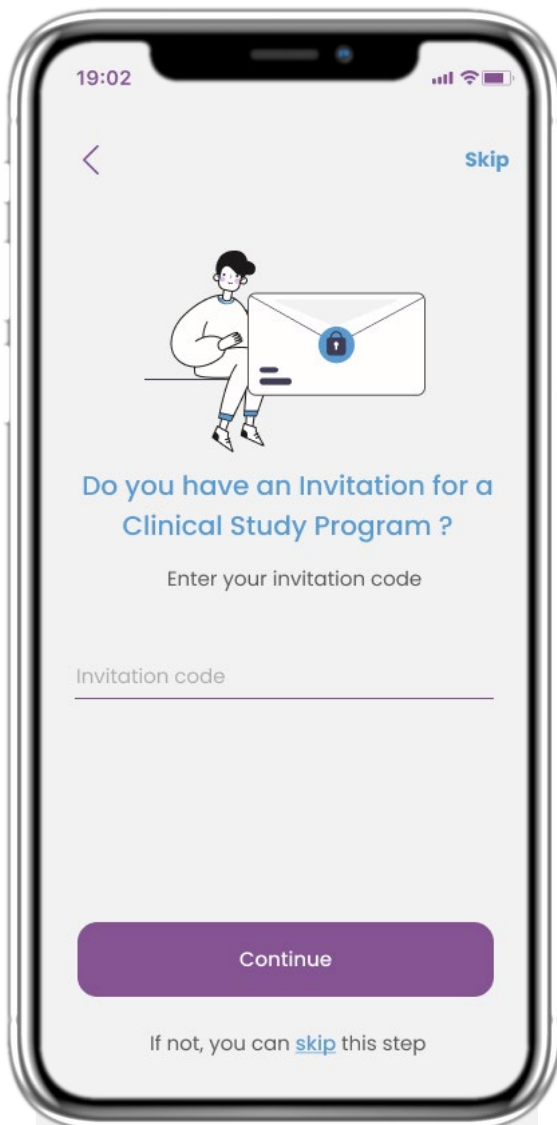 19:02
Skip
Do you have an Invitation for a
Clinical Study Program ?
Enter your invitation code
Invitation code
Continue
If not, you can skip this step